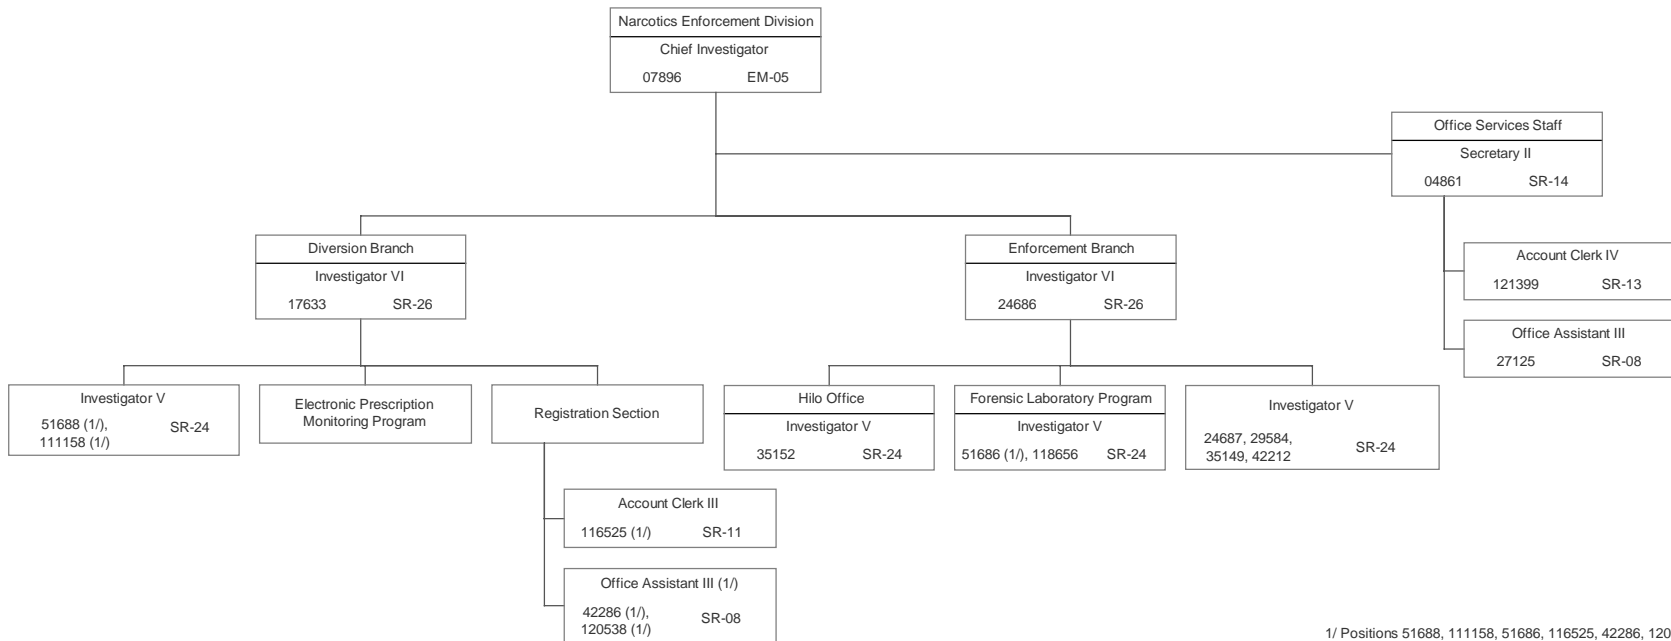 Narcotics Enforcement Division
Chief Investigator
07896 EM-05
Office Services Staff
Secretary II
04861 SR-14
Account Clerk IV
121399 SR-13
Office Assistant III
27125 SR-08
Diversion Branch
Investigator VI
17633 SR-26
Enforcement Branch
Investigator VI
24686 SR-26
Investigator V
51688 (1/), SR-24
111158 (1/)
Electronic Prescription
Monitoring Program
Registration Section
Account Clerk III
116525 (1/) SR-11
Office Assistant III (1/)
42286 (1/), SR-08
120538 (1/)
Hilo Office
Investigator V
35152 SR-24
Forensic Laboratory Program
Investigator V
51686 (1/), 118656 SR-24
Investigator V
24687, 29584, SR-24
35149, 42212
1/ Positions 51688, 111158, 51686, 116525, 42286, 120